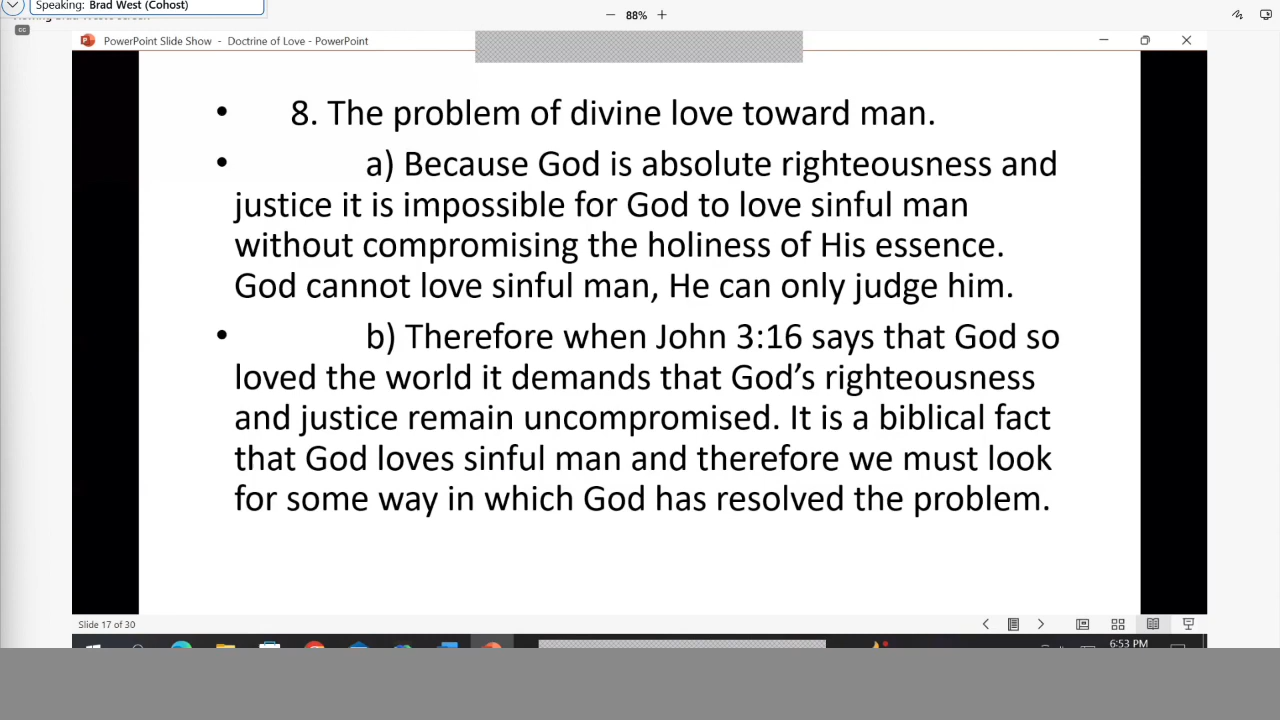 Speaking: Brad West (Cohost)
88%
PowerPoint Slide Show - Doctrine of Love - PowerPoint
• 8. The problem of divine love toward man.
• a) Because God is absolute righteousness and
justice it is impossible for God to love sinful man
without compromising the holiness of His essence.
God cannot love sinful man, He can only judge him.
• b) Therefore when John 3:16 says that God so
loved the world it demands that God’s righteousness
and justice remain uncompromised. It is a biblical fact
that God loves sinful man and therefore we must look
for some way in which God has resolved the problem.
Slide 17 of 30
6:53 PM